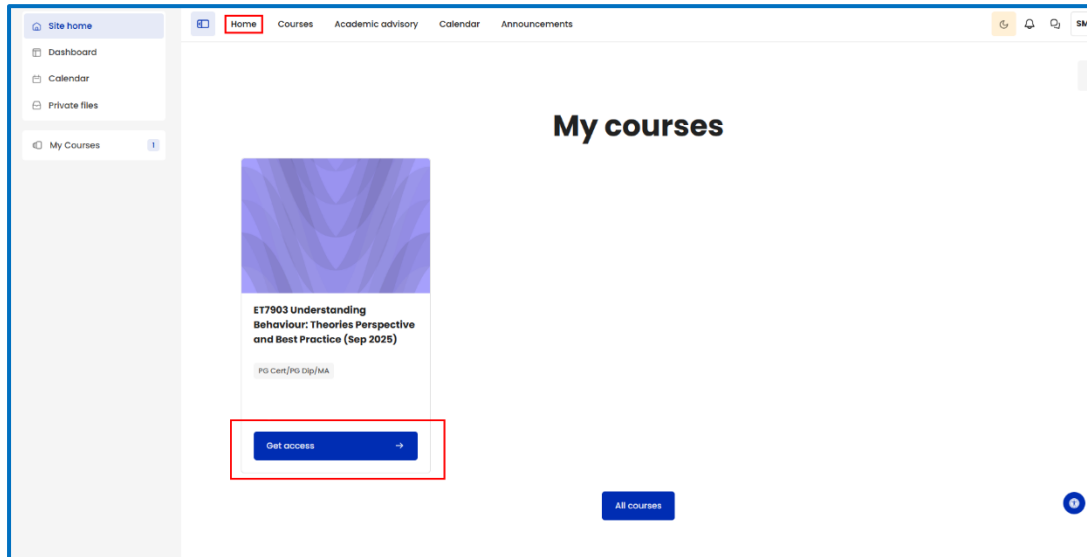 Site home
Dashboard
Calendar
Private files
My Courses 1
Home Courses Academic advisory Calendar Announcements
SM
My courses
ET7903 Understanding
Behaviour: Theories Perspective
and Best Practice (Sep 2025)
PG Cert/PG Dip/MA
Get access
All courses